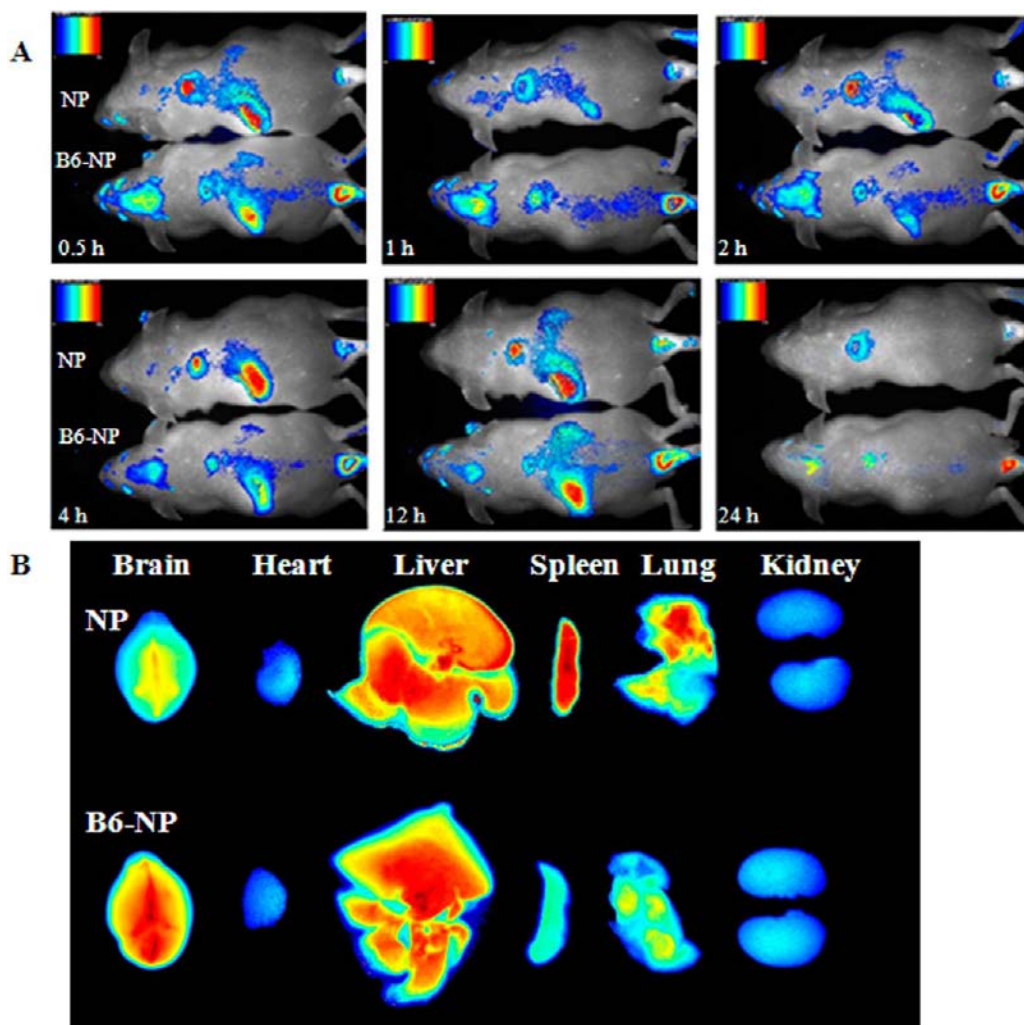 A
NP
B6-NP
0.5 h
1 h
2 h
NP
B6-NP
4 h
12 h
24 h
B
Brain Heart Liver Spleen Lung Kidney
NP
B6-NP